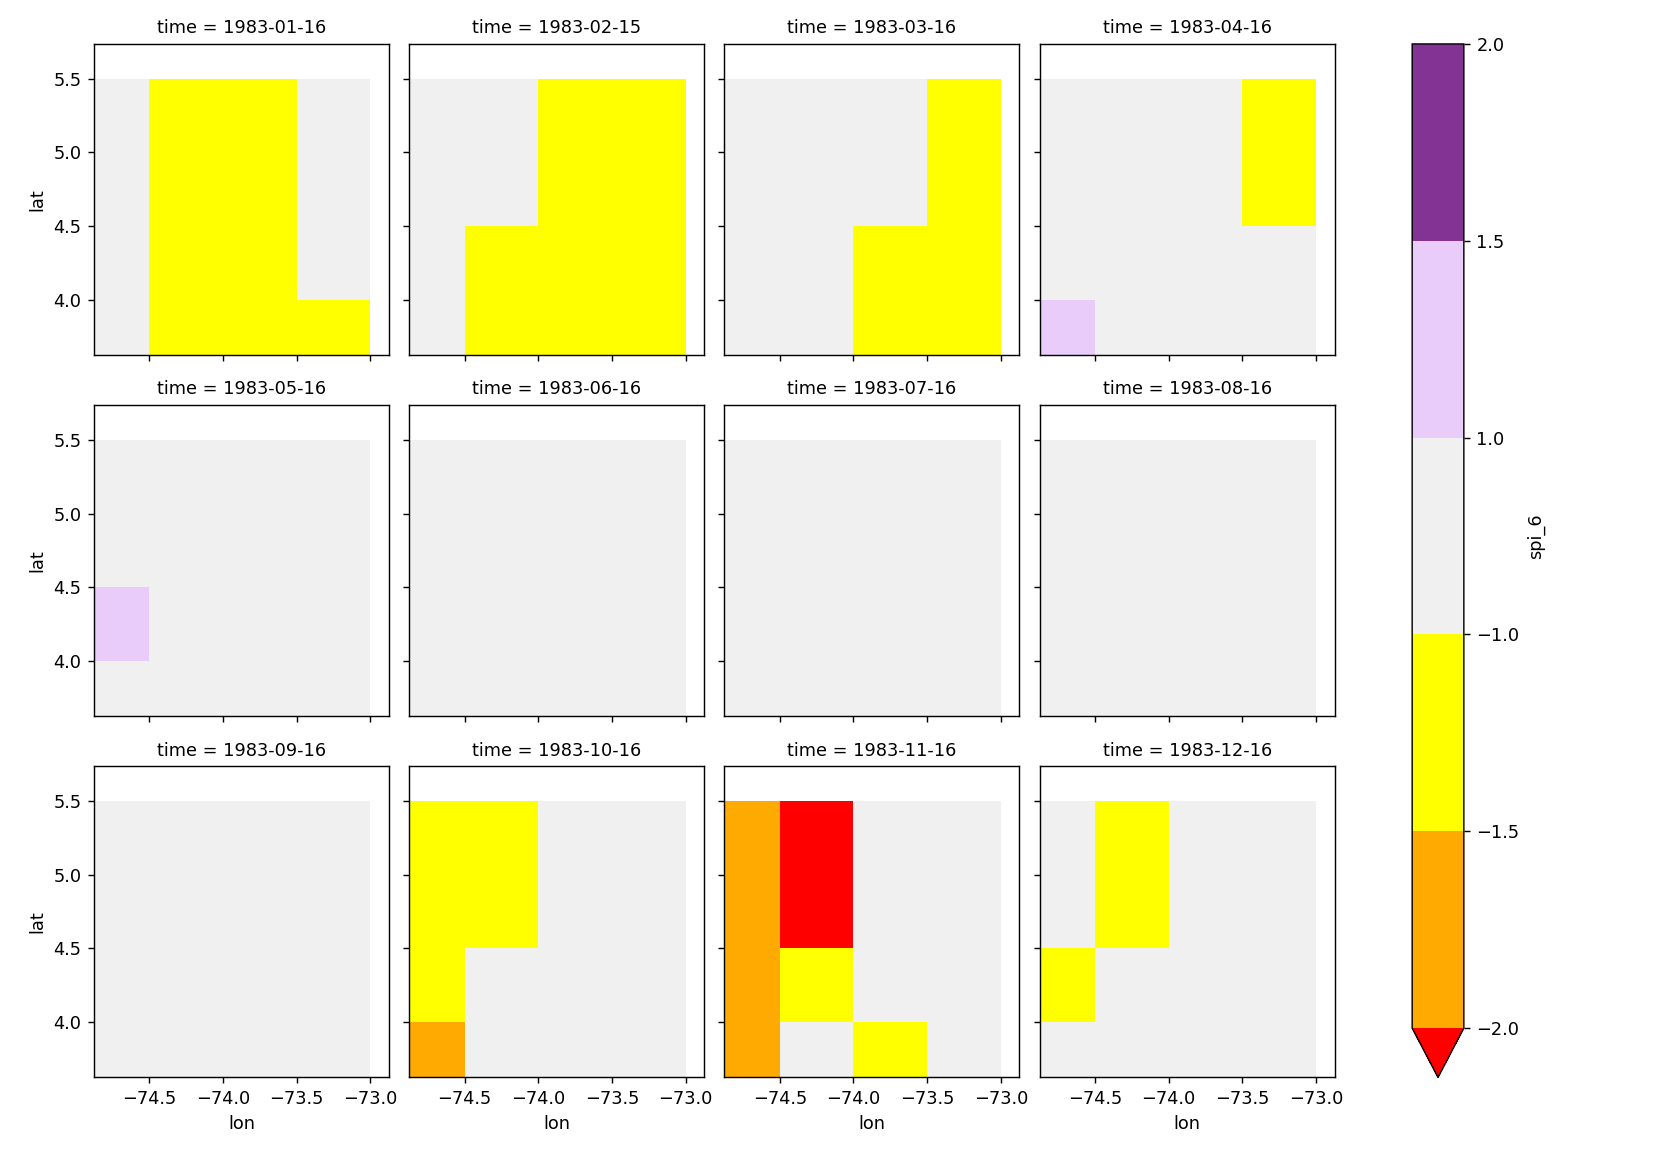 time = 1983-01-16
time = 1983-02-15
time = 1983-03-16
time = 1983-04-16
2.0
5.5
5.0
lat
4.5
4.0
1.5
time = 1983-05-16
time = 1983-06-16
time = 1983-07-16
time = 1983-08-16
1.0
5.5
5.0
lat
4.5
4.0
spi_6
−1.0
time = 1983-09-16
time = 1983-10-16
time = 1983-11-16
time = 1983-12-16
5.5
5.0
lat
4.5
4.0
−1.5
−2.0
−74.5 −74.0 −73.5 −73.0
−74.5 −74.0 −73.5 −73.0
−74.5 −74.0 −73.5 −73.0
−74.5 −74.0 −73.5 −73.0
lon
lon
lon
lon